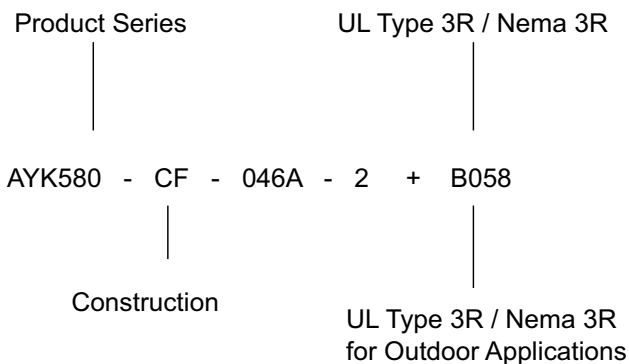 Product Series UL Type 3R / Nema 3R
AYK580 - CF - 046A - 2 + B058
Construction
UL Type 3R / Nema 3R
for Outdoor Applications